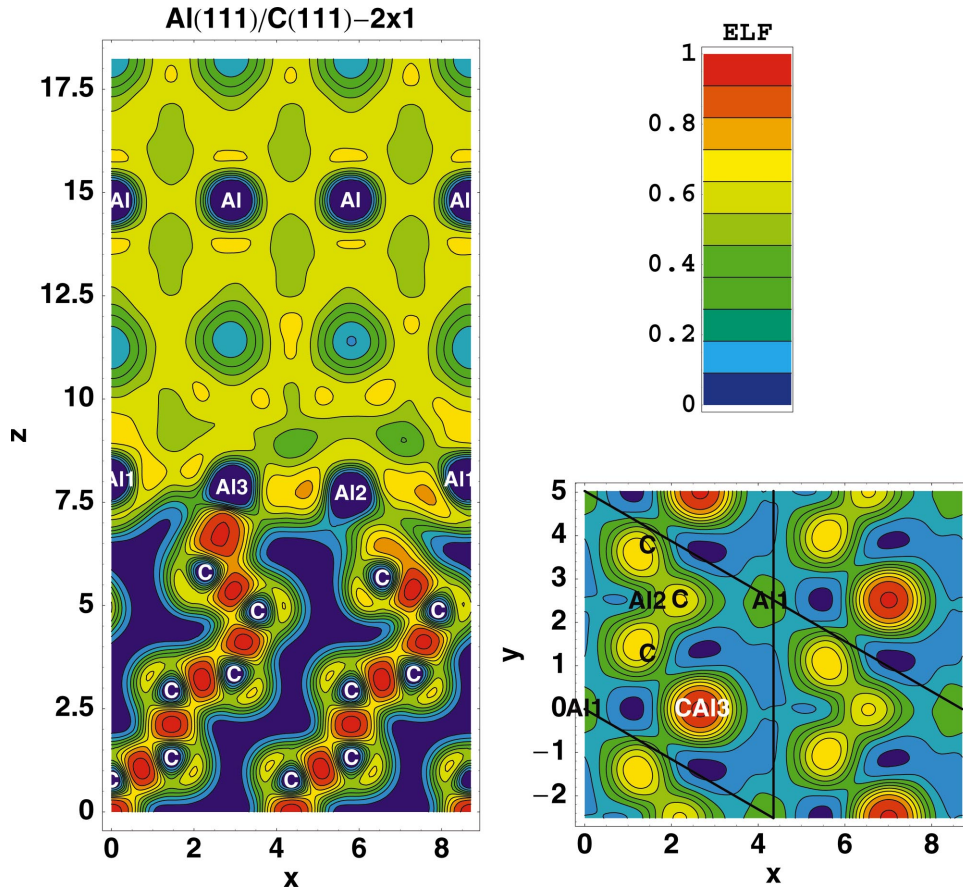 Al(111)/C(111)−2x1
17.5
15
12.5
10
7.5
5
2.5
0
z
Al Al Al Al
Al1 Al3 Al2 Al1
C C
C C
C C
C C
C C
C C C
0 2 4 6 8
x
ELF
1
0.8
0.6
0.4
0.2
0
5
4
3
2
1
0
−1
−2
y
C
Al2 C Al1
C
Al1 CAl3
0 2 4 6 8
x